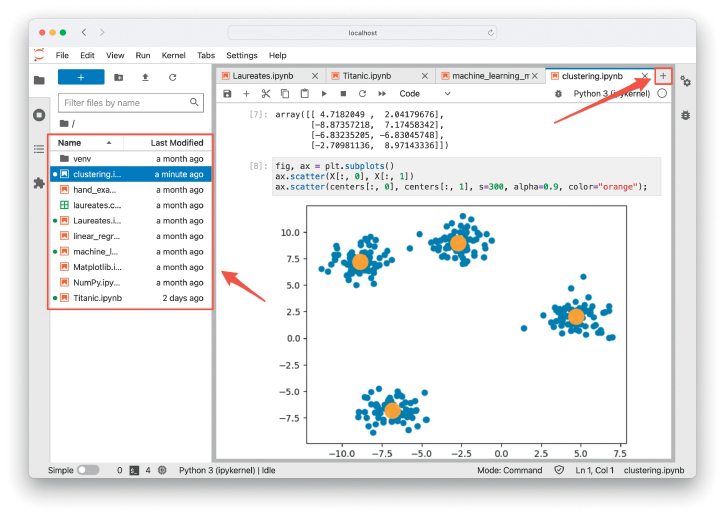 localhost
File Edit View Run Kernel Tabs Settings Help
Laureates.ipynb
Titanic.ipynb
machine_learning_m
clustering.ipynb
Filter files by name
/
Name Last Modified
venv a month ago
clustering.i... a minute ago
hand_exa... a month ago
laureates.c... a month ago
Laureates.i... a month ago
linear_regr... a month ago
machine_l... a month ago
Matplotlib.i... a month ago
NumPy.ipy... a month ago
Titanic.ipynb 2 days ago
Code
Python 3 (ipykernel)
[7]: array([[ 4.7182049 , 2.04179676],
[-8.87357218, 7.17458342],
[-6.83235205, -6.83045748],
[-2.70981136, 8.97143336]])
[8]: fig, ax = plt.subplots()
ax.scatter(X[:, 0], X[:, 1])
ax.scatter(centers[:, 0], centers[:, 1], s=300, alpha=0.9, color="orange");
10.0
7.5
5.0
2.5
0.0
−2.5
−5.0
−7.5
−10.0 −7.5 −5.0 −2.5 0.0 2.5 5.0 7.5
Simple 0 4 Python 3 (ipykernel) | Idle Mode: Command Ln 1, Col 1 clustering.ipynb